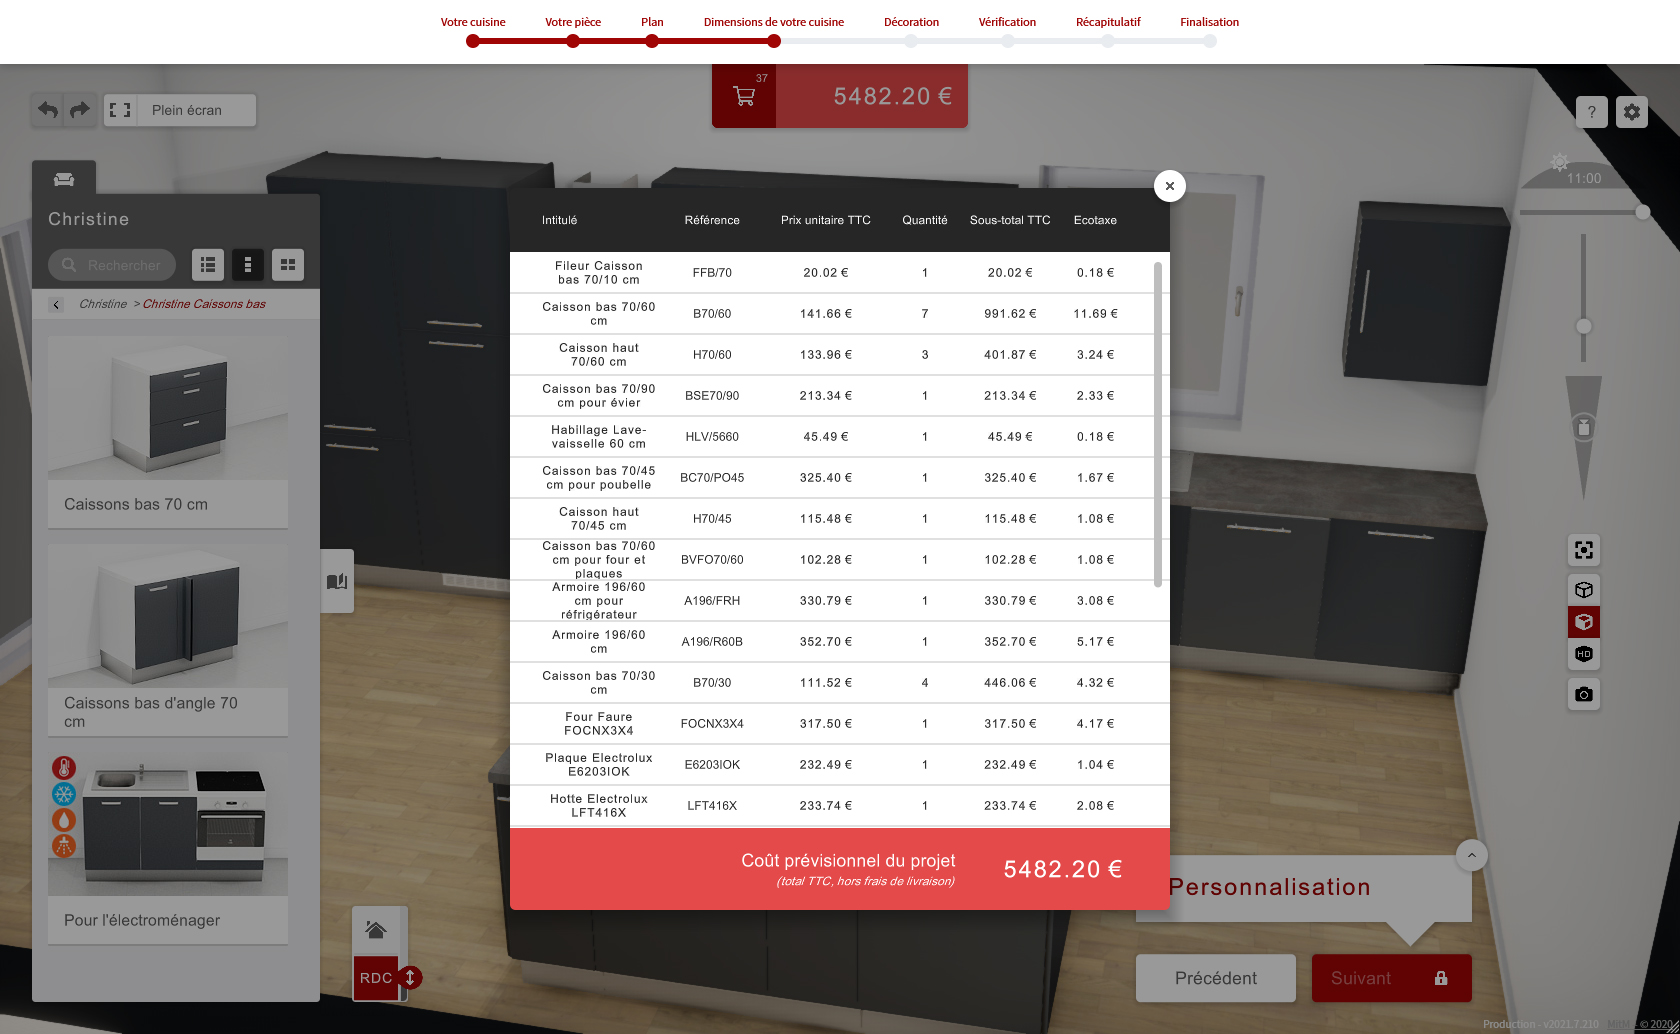 Votre cuisine Votre pièce Plan Dimensions de votre cuisine Décoration Vérification Récapitulatif Finalisation
Plein écran
37
5482.20 €
?
11:00
Christine
Rechercher
Christine > Christine Caissons bas
Caissons bas 70 cm
Caissons bas d'angle 70
cm
Pour l'électroménager
RDC
Intitulé Référence Prix unitaire TTC Quantité Sous-total TTC Ecotaxe
Fileur Caisson
bas 70/10 cm FFB/70 20.02 € 1 20.02 € 0.18 €
Caisson bas 70/60
cm B70/60 141.66 € 7 991.62 € 11.69 €
Caisson haut
70/60 cm H70/60 133.96 € 3 401.87 € 3.24 €
Caisson bas 70/90
cm pour évier BSE70/90 213.34 € 1 213.34 € 2.33 €
Habillage Lave-
vaisselle 60 cm HLV/5660 45.49 € 1 45.49 € 0.18 €
Caisson bas 70/45
cm pour poubelle BC70/PO45 325.40 € 1 325.40 € 1.67 €
Caisson haut
70/45 cm H70/45 115.48 € 1 115.48 € 1.08 €
Caisson bas 70/60
cm pour four et
plaques BVFO70/60 102.28 € 1 102.28 € 1.08 €
Armoire 196/60
cm pour
réfrigérateur A196/FRH 330.79 € 1 330.79 € 3.08 €
Armoire 196/60
cm A196/R60B 352.70 € 1 352.70 € 5.17 €
Caisson bas 70/30
cm B70/30 111.52 € 4 446.06 € 4.32 €
Four Faure
FOCNX3X4 FOCNX3X4 317.50 € 1 317.50 € 4.17 €
Plaque Electrolux
E6203IOK E6203IOK 232.49 € 1 232.49 € 1.04 €
Hotte Electrolux
LFT416X LFT416X 233.74 € 1 233.74 € 2.08 €
Coût prévisionnel du projet 5482.20 €
(total TTC, hors frais de livraison)
HD
Personnalisation
Précédent
Suivant
Production - v2021.7.210 - © 2020